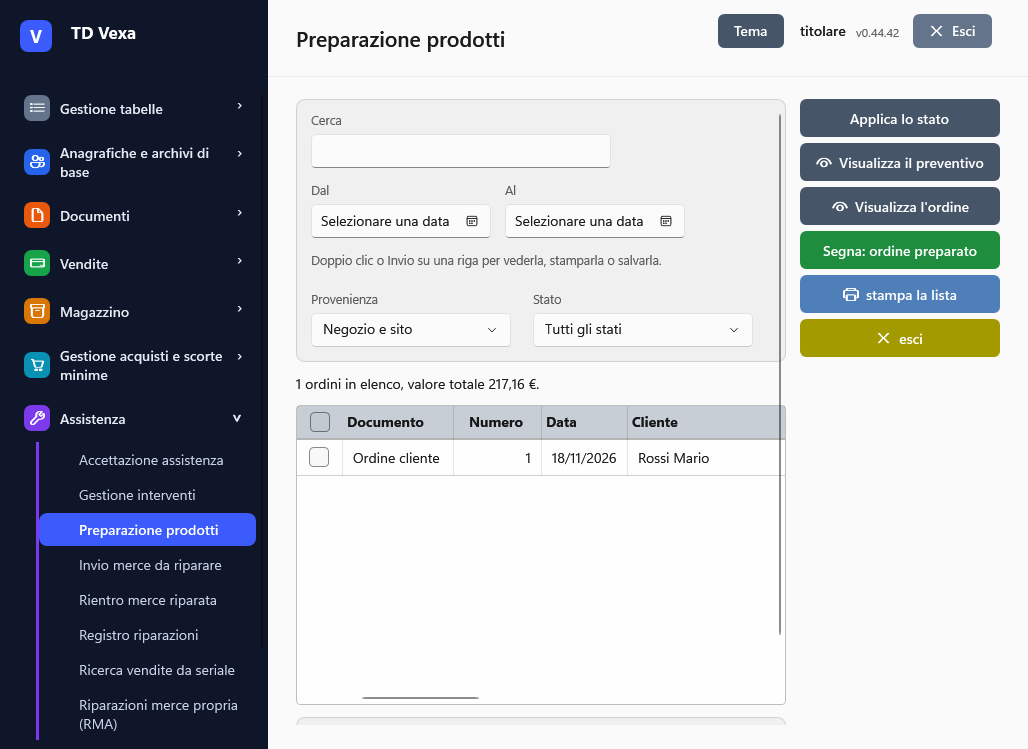 V
TD Vexa
Gestione tabelle
Anagrafiche e archivi di
base
Documenti
Vendite
Magazzino
Gestione acquisti e scorte
minime
Assistenza
Accettazione assistenza
Gestione interventi
Preparazione prodotti
Invio merce da riparare
Rientro merce riparata
Registro riparazioni
Ricerca vendite da seriale
Riparazioni merce propria
(RMA)
Preparazione prodotti
Tema
titolare v0.44.42
Esci
Cerca
Dal Al
Selezionare una data Selezionare una data
Doppio clic o Invio su una riga per vederla, stamparla o salvarla.
Provenienza Stato
Negozio e sito Tutti gli stati
1 ordini in elenco, valore totale 217,16 €.
Documento Numero Data Cliente
Ordine cliente 1 18/11/2026 Rossi Mario
Applica lo stato
Visualizza il preventivo
Visualizza l'ordine
Segna: ordine preparato
stampa la lista
esci